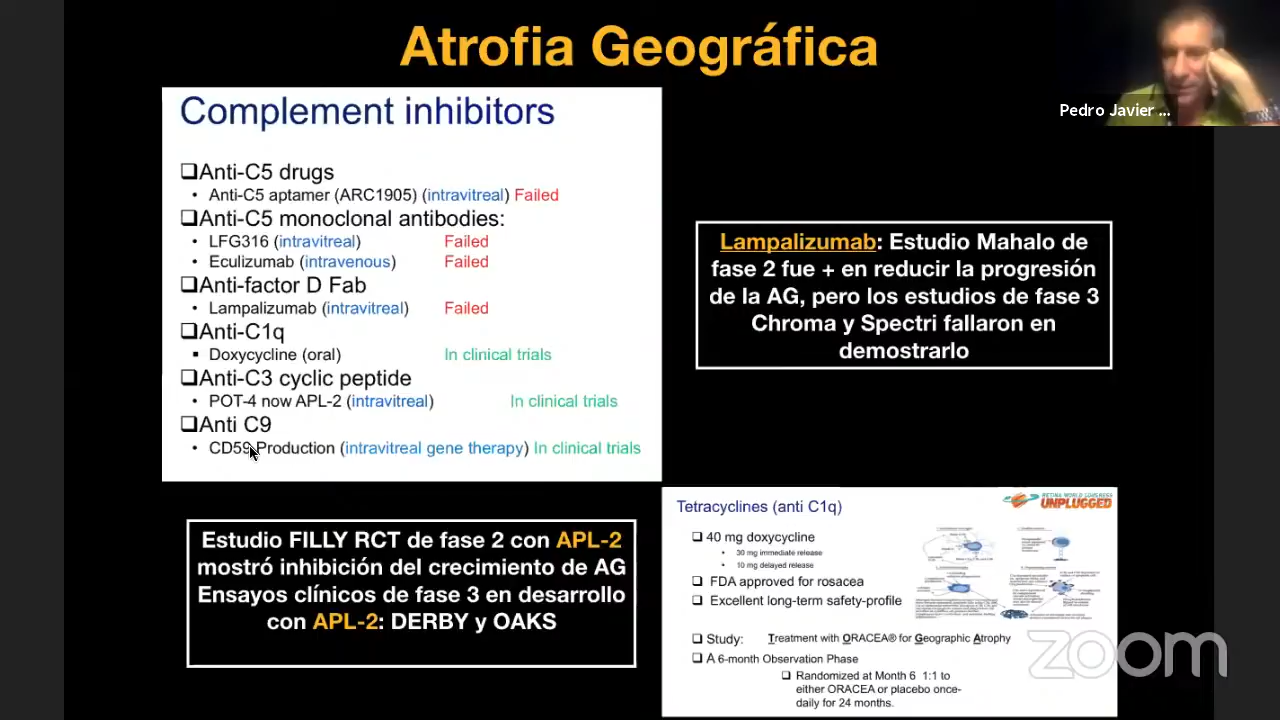 Atrofia Geográfica
Pedro Javier ...
Complement inhibitors
❑Anti-C5 drugs
• Anti-C5 aptamer (ARC1905) (intravitreal) Failed
❑Anti-C5 monoclonal antibodies:
• LFG316 (intravitreal) Failed
• Eculizumab (intravenous) Failed
❑Anti-factor D Fab
• Lampalizumab (intravitreal) Failed
❑Anti-C1q
▪ Doxycycline (oral) In clinical trials
❑Anti-C3 cyclic peptide
• POT-4 now APL-2 (intravitreal) In clinical trials
❑Anti C9
• CD59 Production (intravitreal gene therapy) In clinical trials
Lampalizumab: Estudio Mahalo de
fase 2 fue + en reducir la progresión
de la AG, pero los estudios de fase 3
Chroma y Spectri fallaron en
demostrarlo
Estudio FILLY RCT de fase 2 con APL-2
mostró inhibición del crecimiento de AG
Ensayos clínicos de fase 3 en desarrollo
con APL-2: DERBY y OAKS
Tetracyclines (anti C1q)
RETINA WORLD CONGRESS
UNPLUGGED
❑ 40 mg doxycycline
• 30 mg immediate release
• 10 mg delayed release
❑ FDA approved for rosacea
❑ Excellent long-term safety-profile
❑ Study: Treatment with ORACEA® for Geographic Atrophy
❑ A 6-month Observation Phase
❑ Randomized at Month 6 1:1 to
either ORACEA or placebo once-
daily for 24 months.
zoom